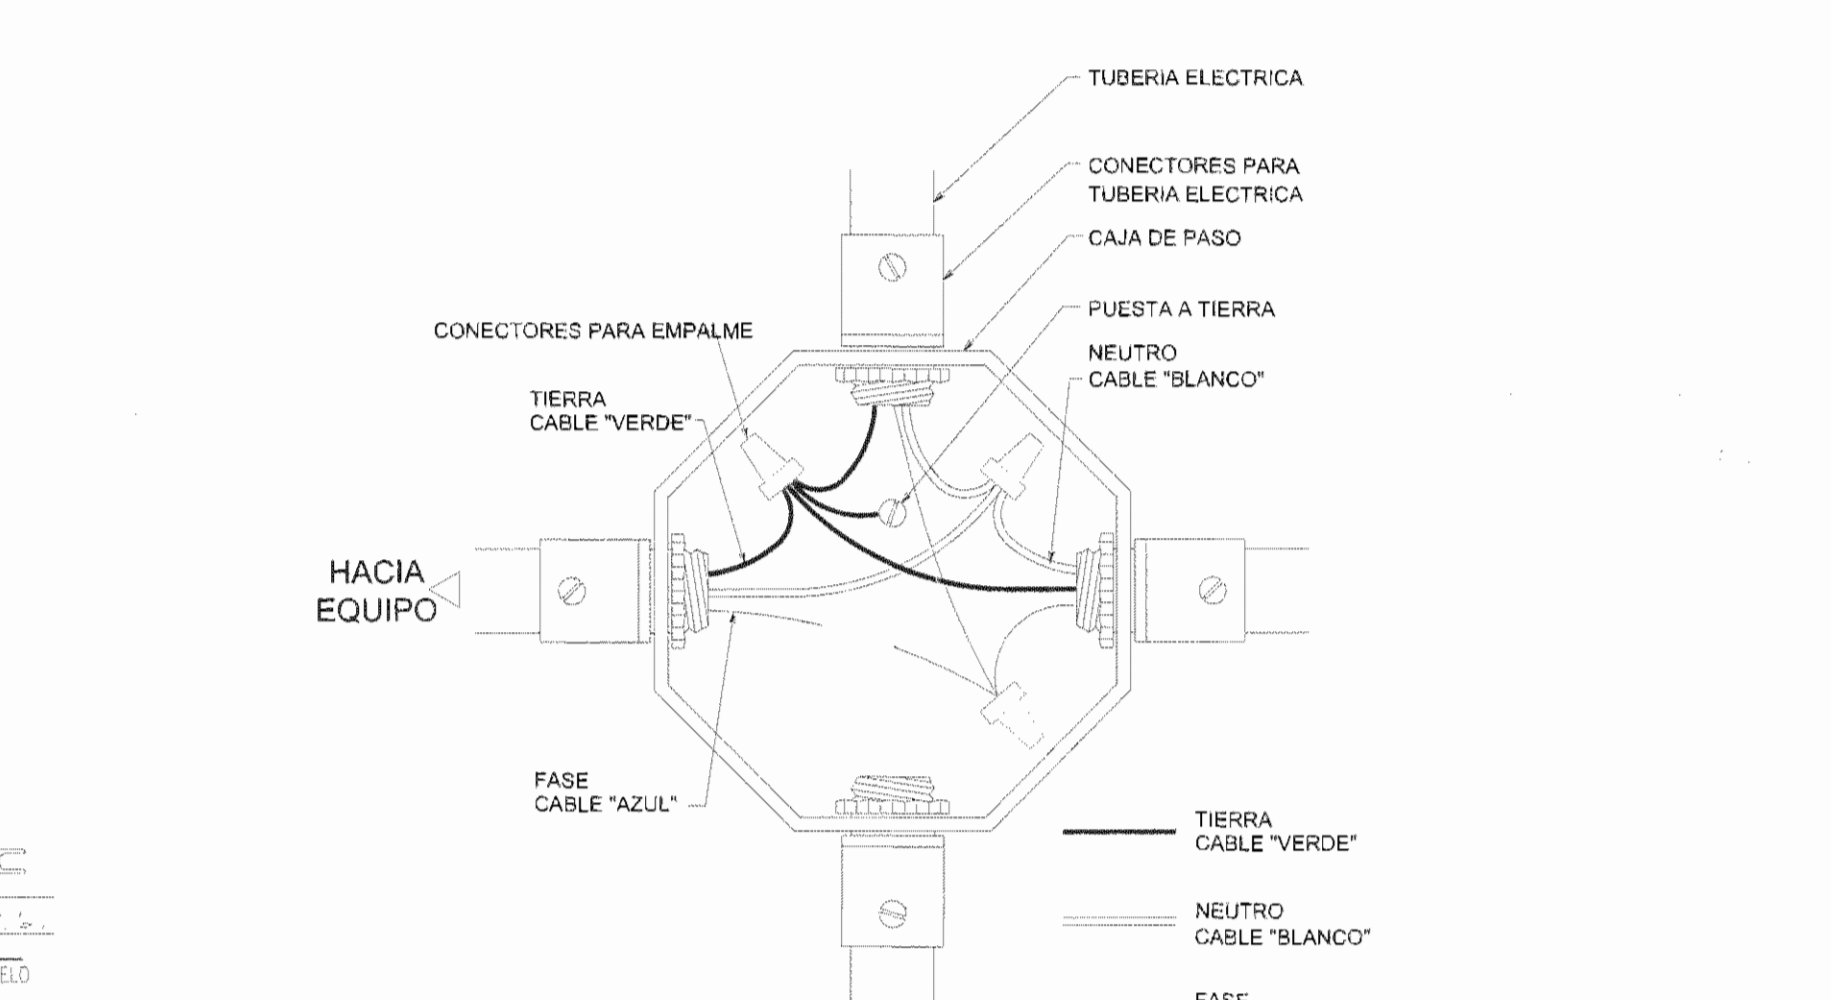 TUBERIA ELECTRICA
CONECTORES PARA
TUBERIA ELECTRICA
CAJA DE PASO
PUESTA A TIERRA
NEUTRO
CABLE "BLANCO"
CONECTORES PARA EMPALME
TIERRA
CABLE "VERDE"
HACIA
EQUIPO
FASE
CABLE "AZUL"
TIERRA
CABLE "VERDE"
NEUTRO
CABLE "BLANCO"
FASE